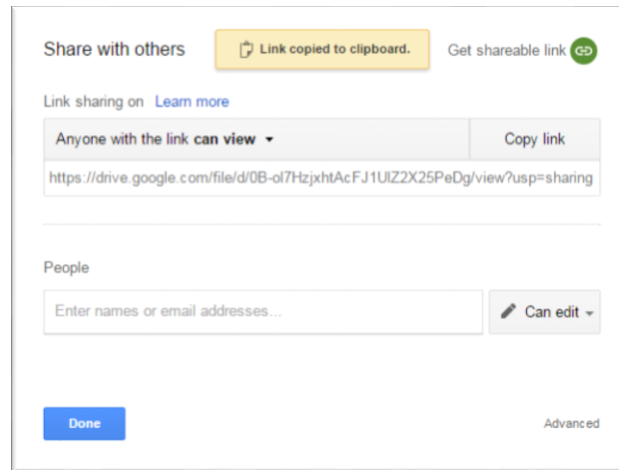 Share with others
Link copied to clipboard.
Get shareable link
Link sharing on Learn more
Anyone with the link can view
Copy link
https://drive.google.com/file/d/0B-ol7HzjxhtAcFJ1UlZ2X25PeDg/view?usp=sharing
People
Enter names or email addresses...
Can edit
Done
Advanced